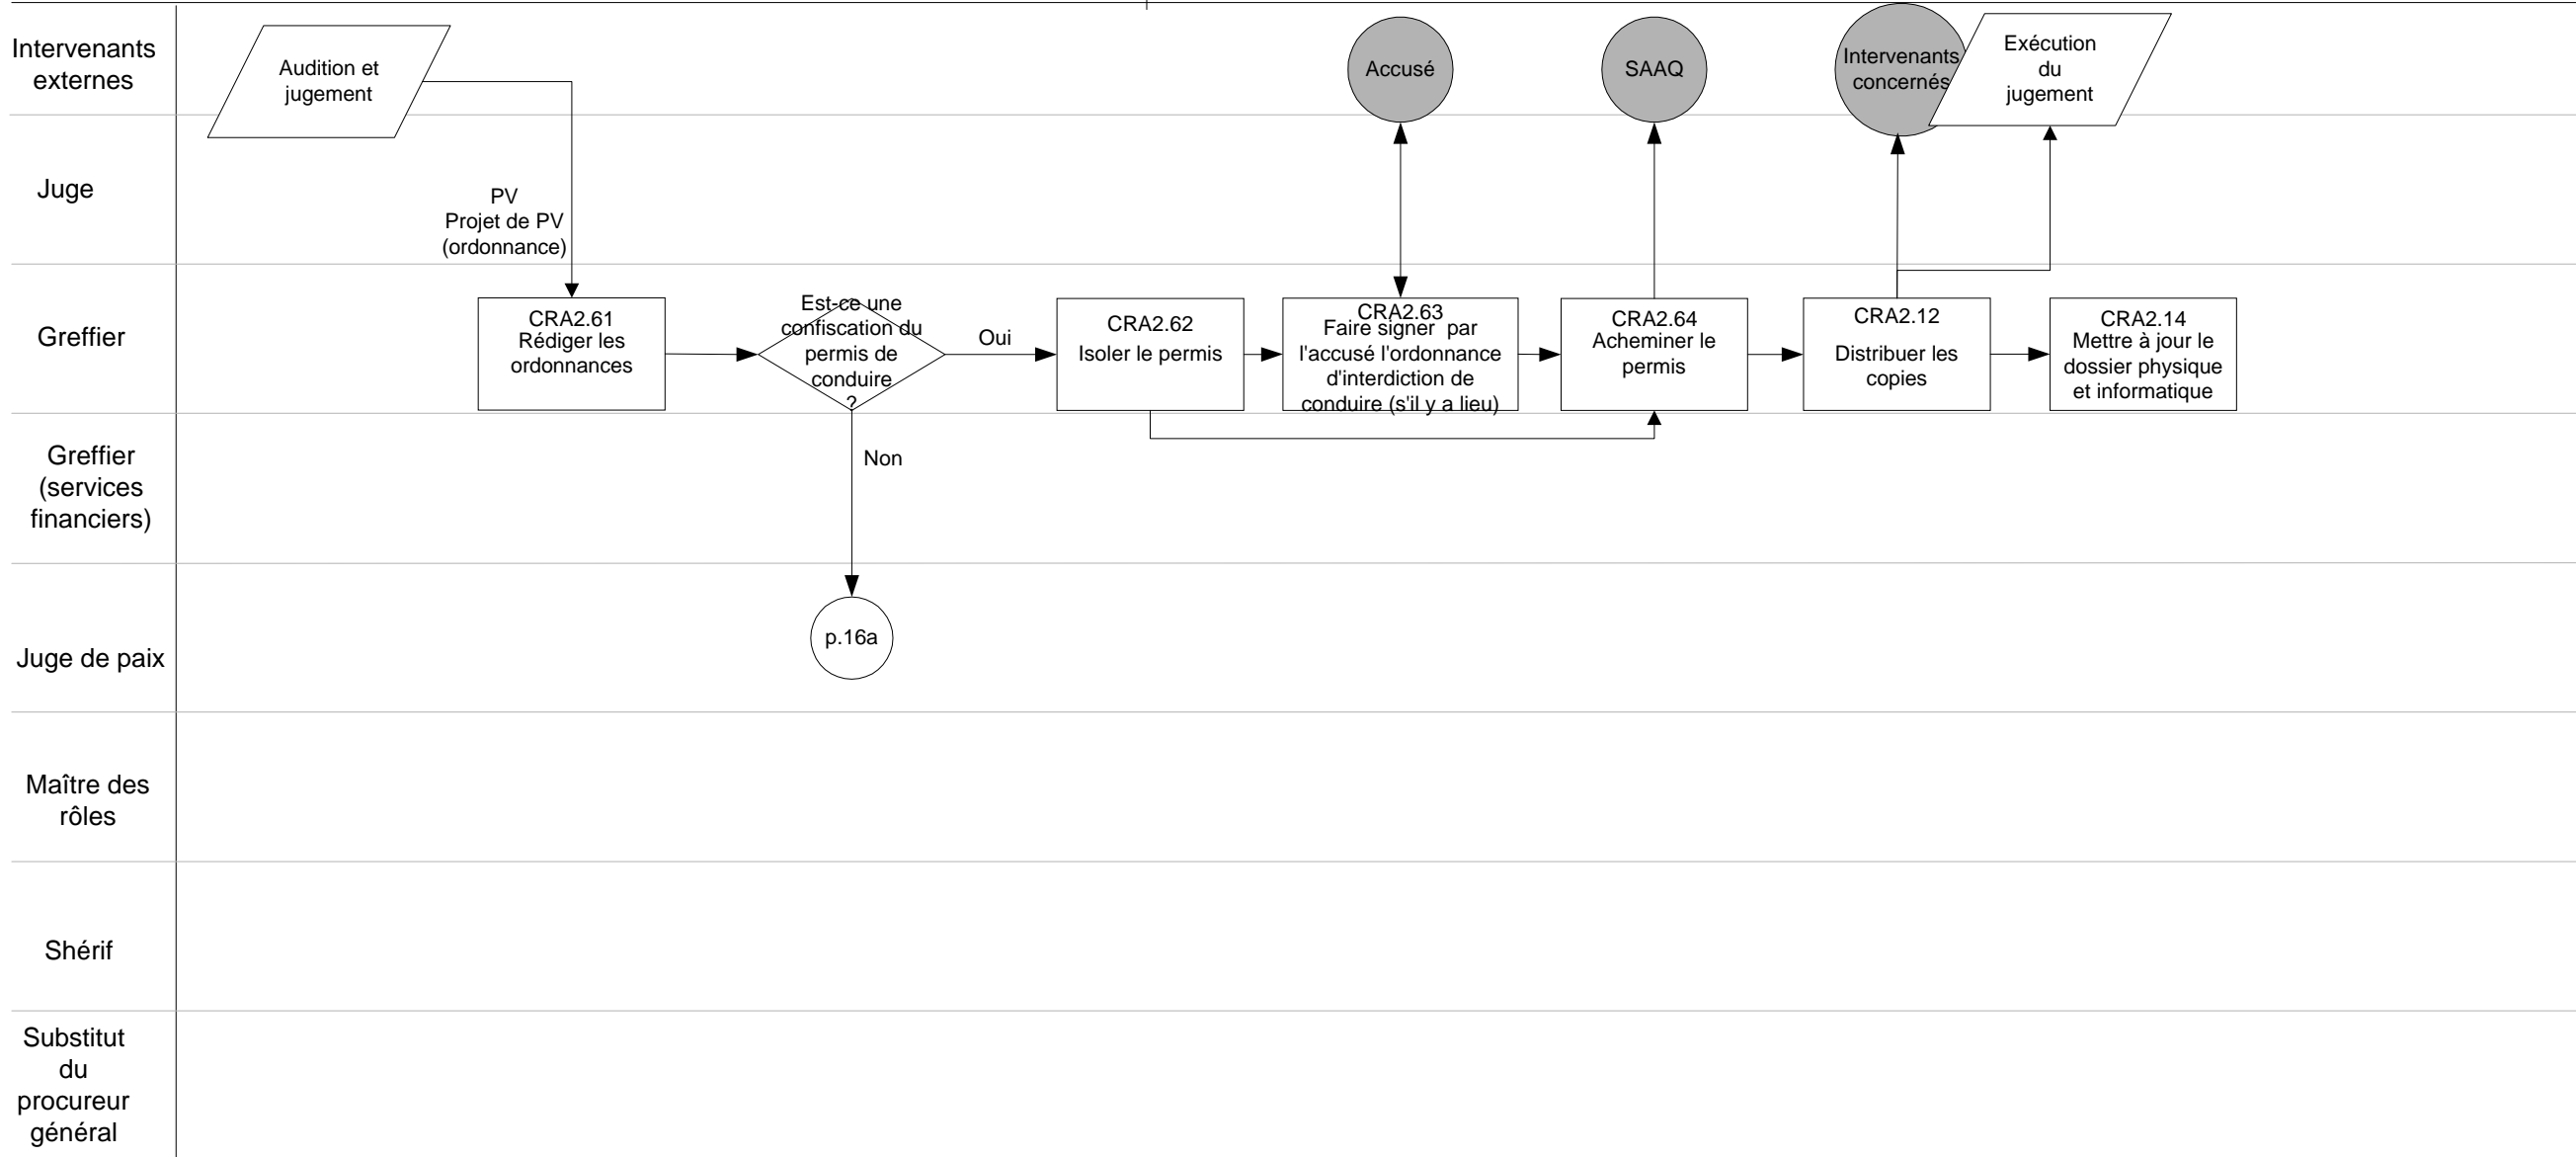 Intervenants
externes
Audition et
jugement
Accusé
SAAQ
Intervenants
concernés
Exécution
du
jugement
Juge
PV
Projet de PV
(ordonnance)
Greffier
CRA2.61
Rédiger les
ordonnances
Est-ce une
confiscation du
permis de
conduire
?
Oui
CRA2.62
Isoler le permis
CRA2.63
Faire signer par
l'accusé l'ordonnance
d'interdiction de
conduire (s'il y a lieu)
CRA2.64
Acheminer le
permis
CRA2.12
Distribuer les
copies
CRA2.14
Mettre à jour le
dossier physique
et informatique
Greffier
(services
financiers)
Non
Juge de paix
p.16a
Maître des
rôles
Shérif
Substitut
du
procureur
général